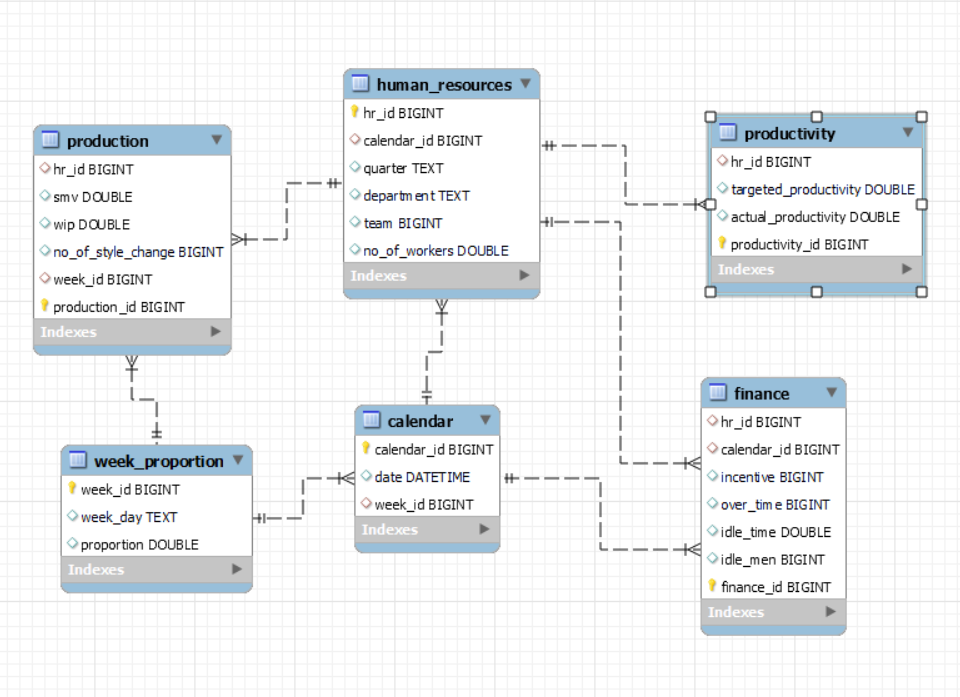 human_resources
hr_id BIGINT
calendar_id BIGINT
quarter TEXT
department TEXT
team BIGINT
no_of_workers DOUBLE
Indexes
production
hr_id BIGINT
smv DOUBLE
wip DOUBLE
no_of_style_change BIGINT
week_id BIGINT
production_id BIGINT
Indexes
productivity
hr_id BIGINT
targeted_productivity DOUBLE
actual_productivity DOUBLE
productivity_id BIGINT
Indexes
week_proportion
week_id BIGINT
week_day TEXT
proportion DOUBLE
Indexes
calendar
calendar_id BIGINT
date DATETIME
week_id BIGINT
Indexes
finance
hr_id BIGINT
calendar_id BIGINT
incentive BIGINT
over_time BIGINT
idle_time DOUBLE
idle_men BIGINT
finance_id BIGINT
Indexes